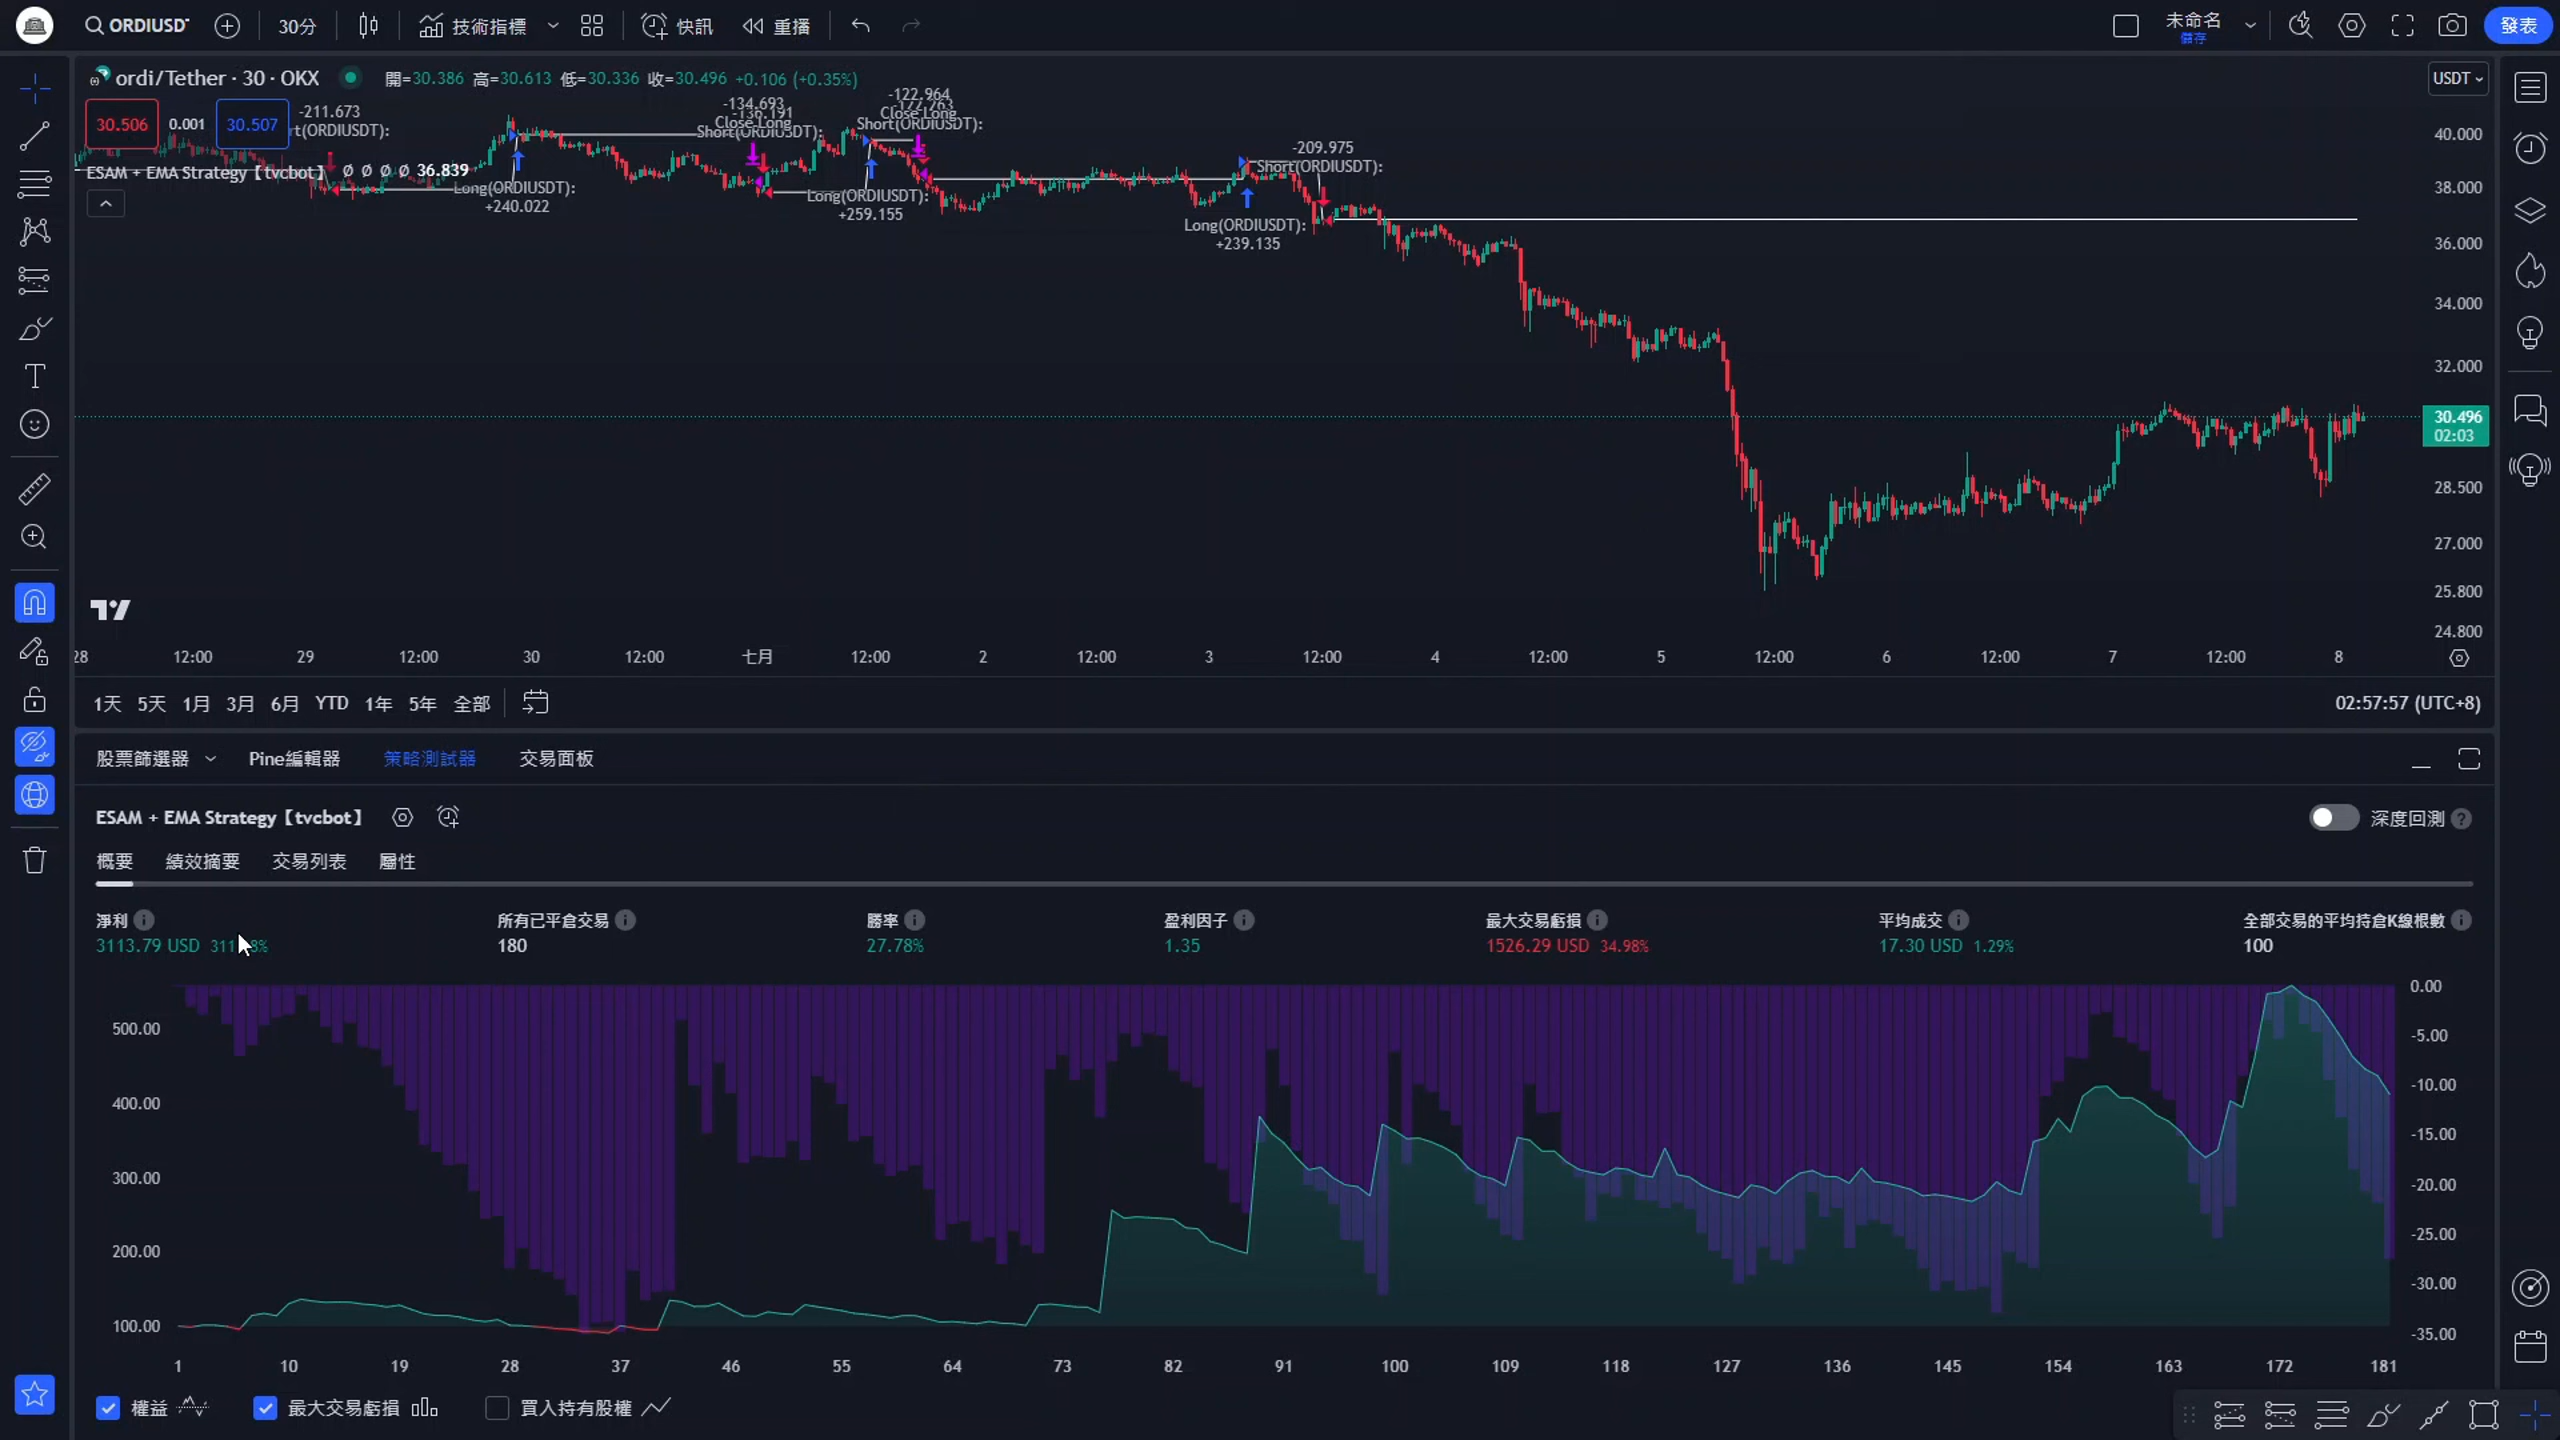 ORDIUSDT
30分
技術指標
快訊
重播
未命名
儲存
發表
ordi/Tether · 30 · OKX
開=30.386 高=30.613 低=30.336 收=30.496 +0.106 (+0.35%)
USDT
30.506
0.001
30.507
-211.673
rt(ORDIUSDT):
ESAM + EMA Strategy【tvcbot】 ∅ ∅ ∅ ∅ 36.839
Long(ORDIUSDT):
+240.022
-134.693
Close Long
Short(ORDIUSDT):
Long(ORDIUSDT):
+259.155
-122.964
Close Long
Short(ORDIUSDT):
-209.975
Short(ORDIUSDT):
Long(ORDIUSDT):
+239.135
40.000
38.000
36.000
34.000
32.000
30.496
02:03
28.500
27.000
25.800
24.800
28 12:00 29 12:00 30 12:00 七月 12:00 2 12:00 3 12:00 4 12:00 5 12:00 6 12:00 7 12:00 8
1天 5天 1月 3月 6月 YTD 1年 5年 全部
02:57:57 (UTC+8)
股票篩選器 Pine編輯器 策略測試器 交易面板
ESAM + EMA Strategy【tvcbot】
深度回測
概要 績效摘要 交易列表 屬性
淨利
3113.79 USD
所有已平倉交易
180
勝率
27.78%
盈利因子
1.35
最大交易虧損
1526.29 USD 34.98%
平均成交
17.30 USD 1.29%
全部交易的平均持倉K線根數
100
500.00
400.00
300.00
200.00
100.00
0.00
-5.00
-10.00
-15.00
-20.00
-25.00
-30.00
-35.00
1 10 19 28 37 46 55 64 73 82 91 100 109 118 127 136 145 154 163 172 181
權益 最大交易虧損 買入持有股權